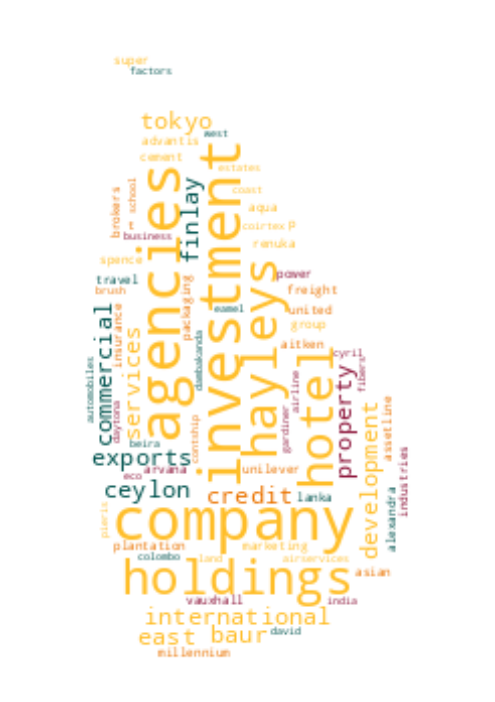 super
factors
tokyo
west
advantis
cement
estates
agencies
investment
finlay
school
brokers
coast
aqua
coirtex P
business
renuka
spence
hayleys
power
travel
brush
packaging
freight
commercial
insurance
eamel
united
group
services
dambakanda
aitken
hotel
cyril
automobiles
airline
fibers
property
daytona
gardiner
assetline
development
beira
contship
exports
arvana
unilever
industries
eco
ceylon
credit
lanka
alexandra
pieris
company
plantation
marketing
colombo
land
airservices
holdings
asian
vauxhall
india
international
east
baur
david
millennium